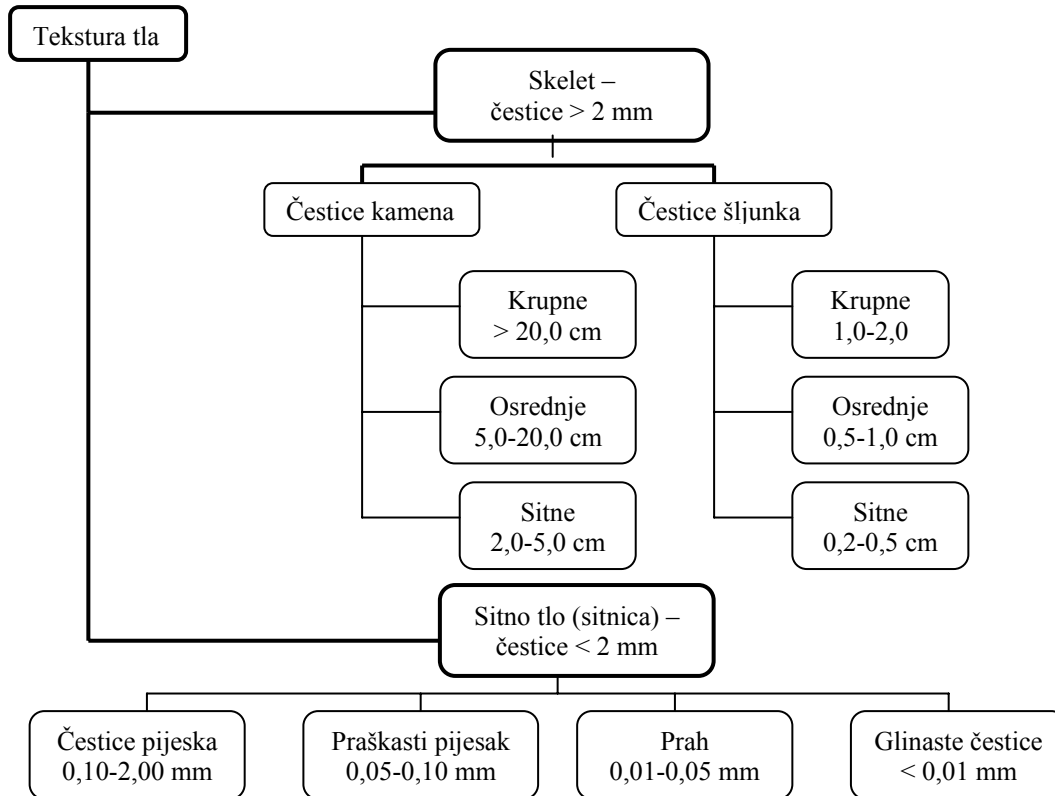 Tekstura tla
Skelet –
čestice > 2 mm
Čestice kamena
Čestice šljunka
Krupne
> 20,0 cm
Krupne
1,0-2,0
Osrednje
5,0-20,0 cm
Osrednje
0,5-1,0 cm
Sitne
2,0-5,0 cm
Sitne
0,2-0,5 cm
Sitno tlo (sitnica) –
čestice < 2 mm
Čestice pijeska
0,10-2,00 mm
Praškasti pijesak
0,05-0,10 mm
Prah
0,01-0,05 mm
Glinaste čestice
< 0,01 mm